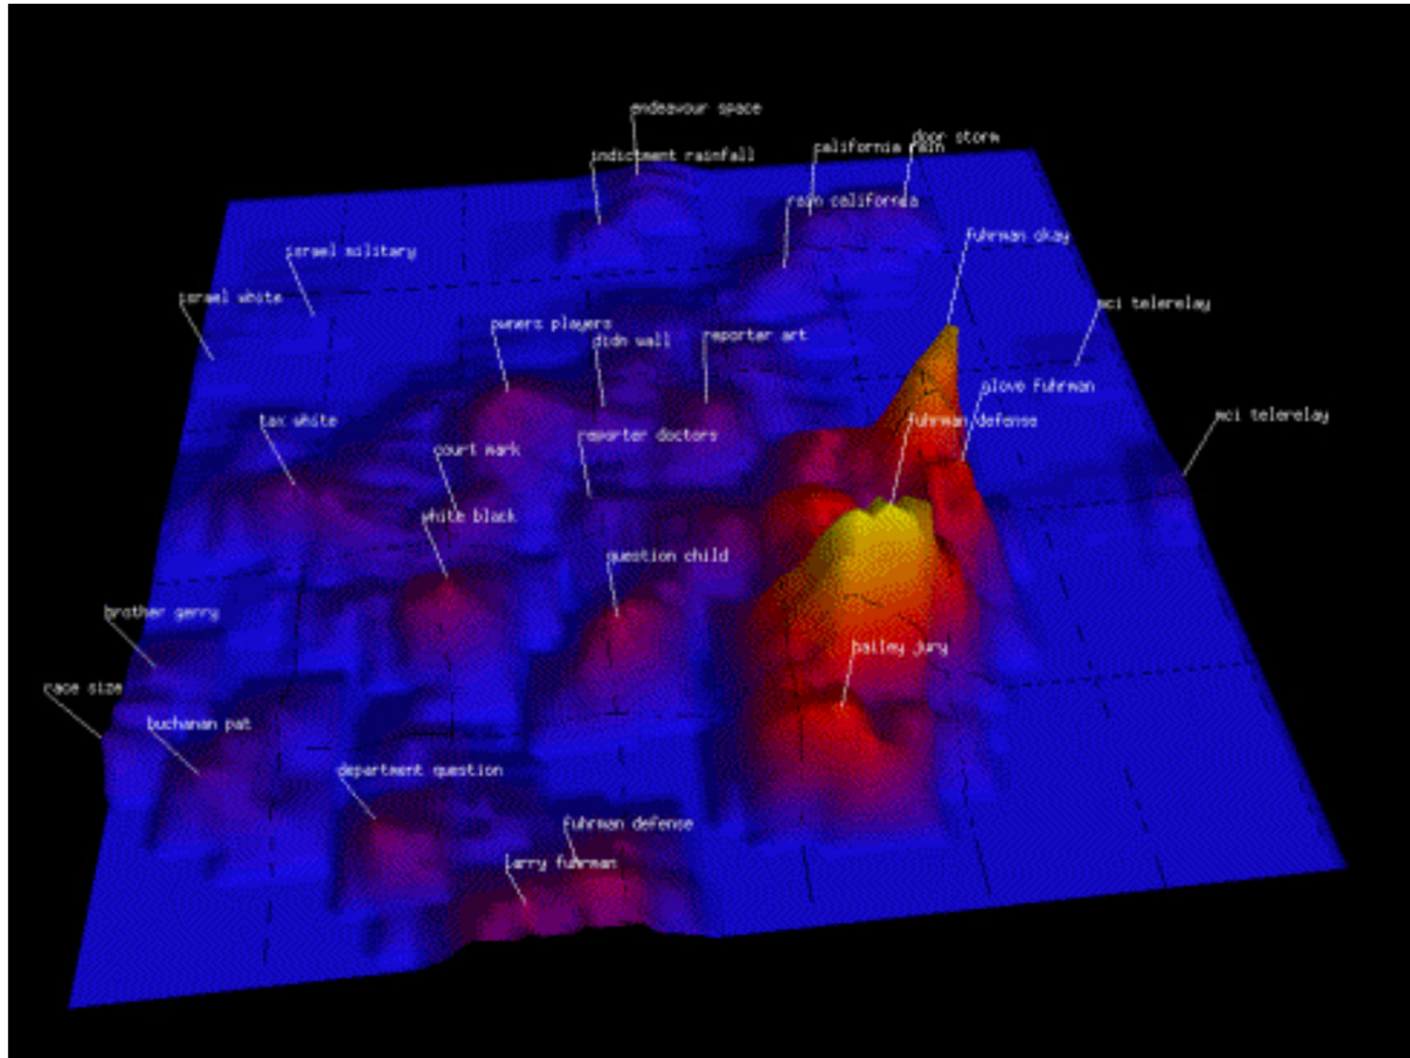 endeavour space
indictment rainfall
california rain
door storm
rain california
fuhrman okay
israel military
israel white
mci telerelay
owners players
didn wall
reporter art
glove fuhrman
tax white
fuhrman defense
mci telerelay
court mark
reporter doctors
white black
question child
brother gerry
bailey jury
race size
buchanan pat
department question
fuhrman defense
larry fuhrman